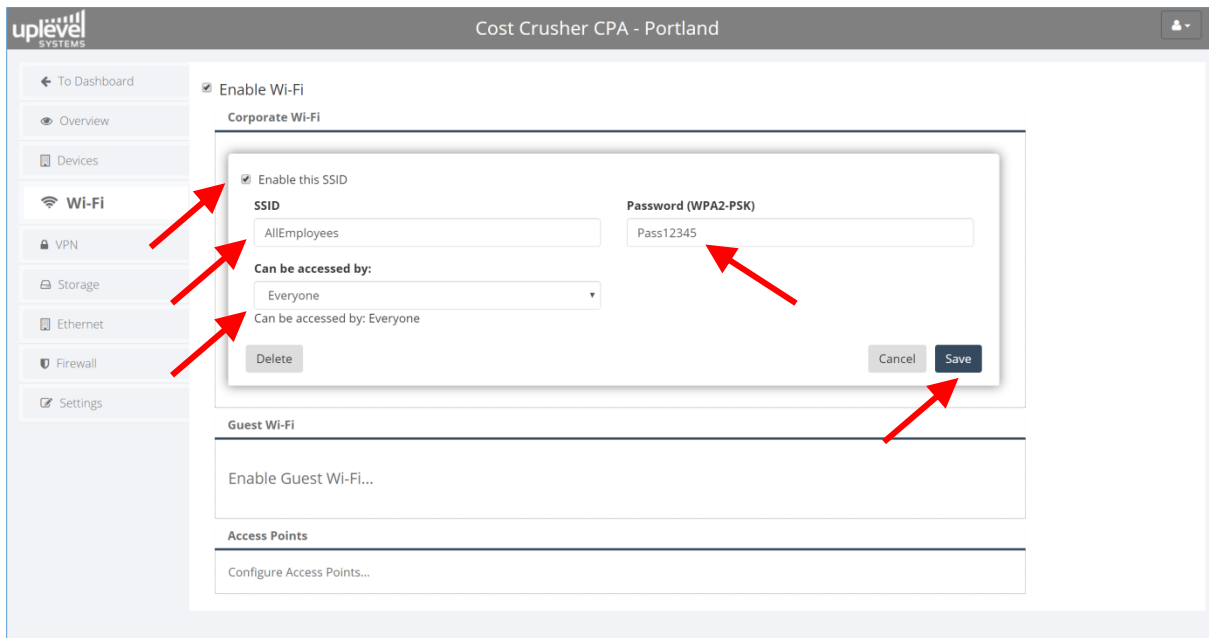 uplevel
SYSTEMS
Cost Crusher CPA - Portland
To Dashboard
Overview
Devices
Wi-Fi
VPN
Storage
Ethernet
Firewall
Settings
Enable Wi-Fi
Corporate Wi-Fi
Enable this SSID
SSID
Password (WPA2-PSK)
AllEmployees
Pass12345
Can be accessed by:
Everyone
Can be accessed by: Everyone
Delete
Cancel
Save
Guest Wi-Fi
Enable Guest Wi-Fi...
Access Points
Configure Access Points...